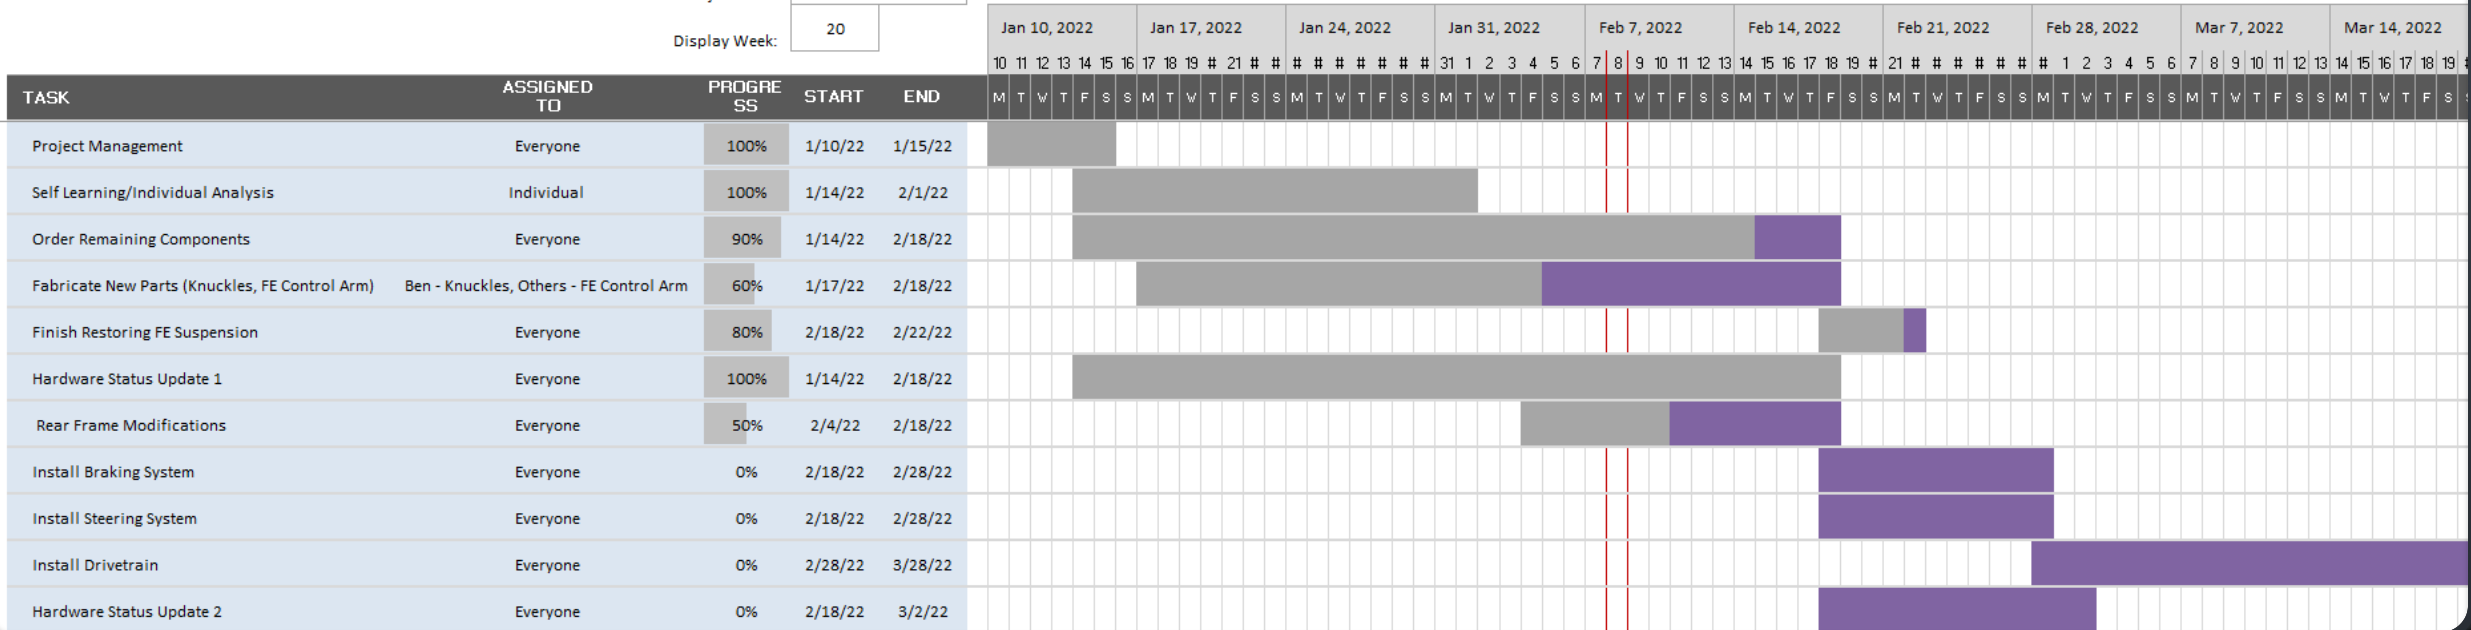 Display Week: 20
Jan 10, 2022 Jan 17, 2022 Jan 24, 2022 Jan 31, 2022 Feb 7, 2022 Feb 14, 2022 Feb 21, 2022 Feb 28, 2022 Mar 7, 2022 Mar 14, 2022
10 11 12 13 14 15 16 17 18 19 # 21 # # # # # # # # # 31 1 2 3 4 5 6 7 8 9 10 11 12 13 14 15 16 17 18 19 # 21 # # # # # # # 1 2 3 4 5 6 7 8 9 10 11 12 13 14 15 16 17 18 19
TASK ASSIGNED TO PROGRESS START END M T W T F S S M T W T F S S M T W T F S S M T W T F S S M T W T F S S M T W T F S S M T W T F S S M T W T F S S M T W T F S S M T W T F S
Project Management Everyone 100% 1/10/22 1/15/22
Self Learning/Individual Analysis Individual 100% 1/14/22 2/1/22
Order Remaining Components Everyone 90% 1/14/22 2/18/22
Fabricate New Parts (Knuckles, FE Control Arm) Ben - Knuckles, Others - FE Control Arm 60% 1/17/22 2/18/22
Finish Restoring FE Suspension Everyone 80% 2/18/22 2/22/22
Hardware Status Update 1 Everyone 100% 1/14/22 2/18/22
Rear Frame Modifications Everyone 50% 2/4/22 2/18/22
Install Braking System Everyone 0% 2/18/22 2/28/22
Install Steering System Everyone 0% 2/18/22 2/28/22
Install Drivetrain Everyone 0% 2/28/22 3/28/22
Hardware Status Update 2 Everyone 0% 2/18/22 3/2/22